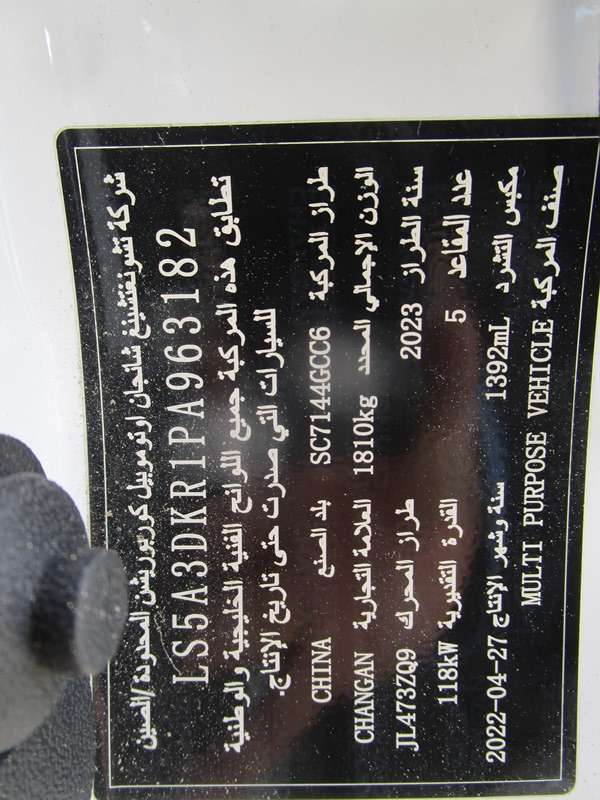 شركة تشونغتشينغ شانجان اوتوموبيل كوربوريشن المحدودة /الصين
LS5A3DKR1PA963182
تطابق هذه المركبة جميع اللوائح الفنية الخليجية و الوطنية
للسيارات التي صدرت حتى تاريخ الإنتاج.
طراز المركبة SC7144GCC6 بلد الصنع CHINA
الوزن الإجمالي المحدد 1810kg العلامة التجارية CHANGAN
سنة الطراز 2023 طراز المحرك JL473ZQ9
عدد المقاعد 5 القدرة التقديرية 118kW
مكبس التشرد 1392mL سنة وشهر الإنتاج 2022-04-27
صنف المركبة MULTI PURPOSE VEHICLE